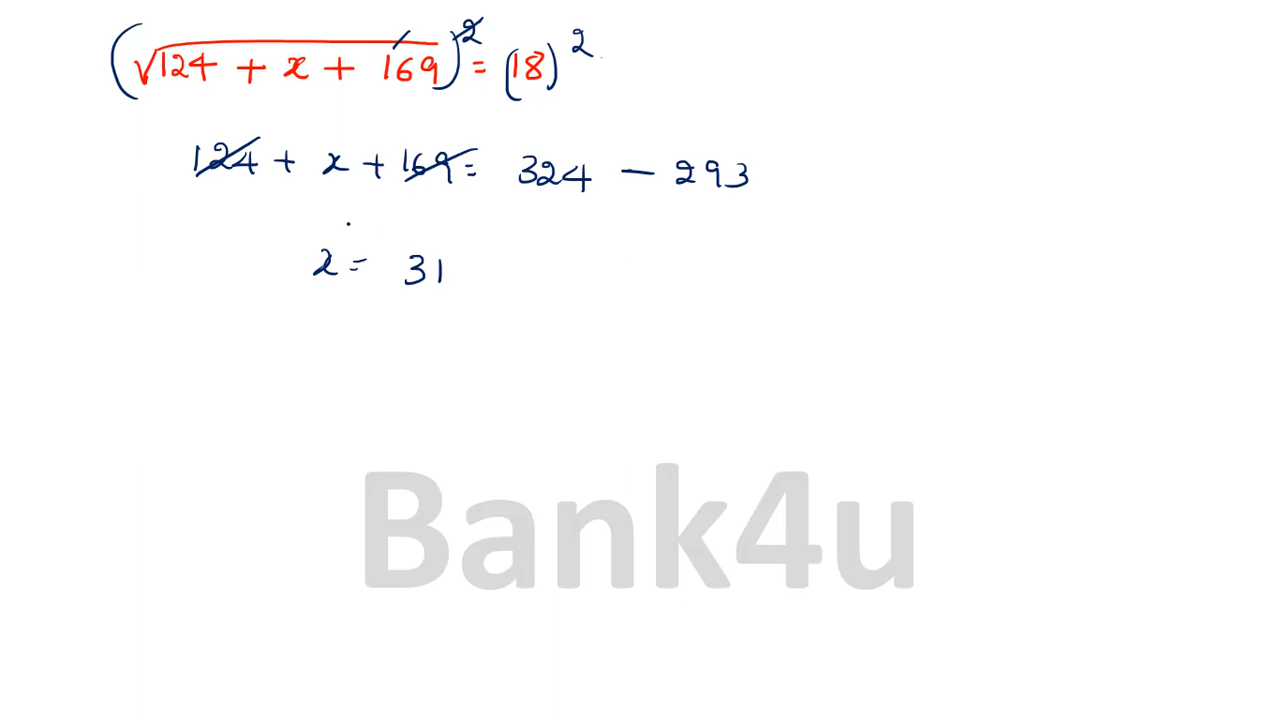 (√124 + x + 169)² = (18)²
124 + x + 169 = 324 - 293
x = 31
Bank4u